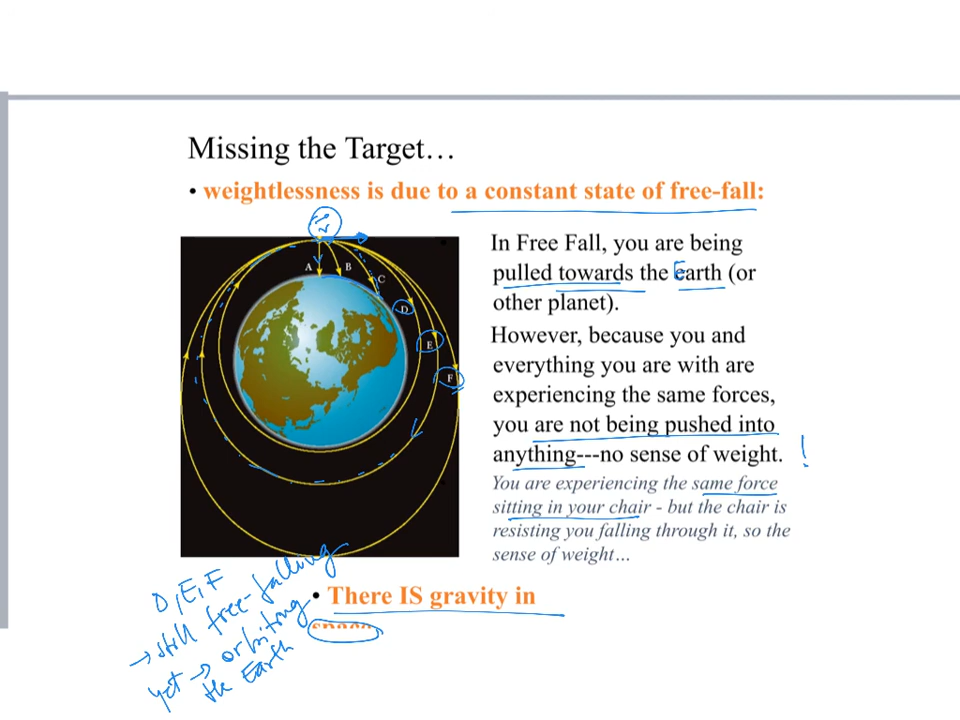 Missing the Target…
• weightlessness is due to a constant state of free-fall:
In Free Fall, you are being
pulled towards the Earth (or
other planet).
However, because you and
everything you are with are
experiencing the same forces,
you are not being pushed into
anything---no sense of weight. !
You are experiencing the same force
sitting in your chair - but the chair is
resisting you falling through it, so the
sense of weight…
A
B
C
D
E
F
• There IS gravity in
D, E, F
→ still free-falling
yet → orbiting
the Earth